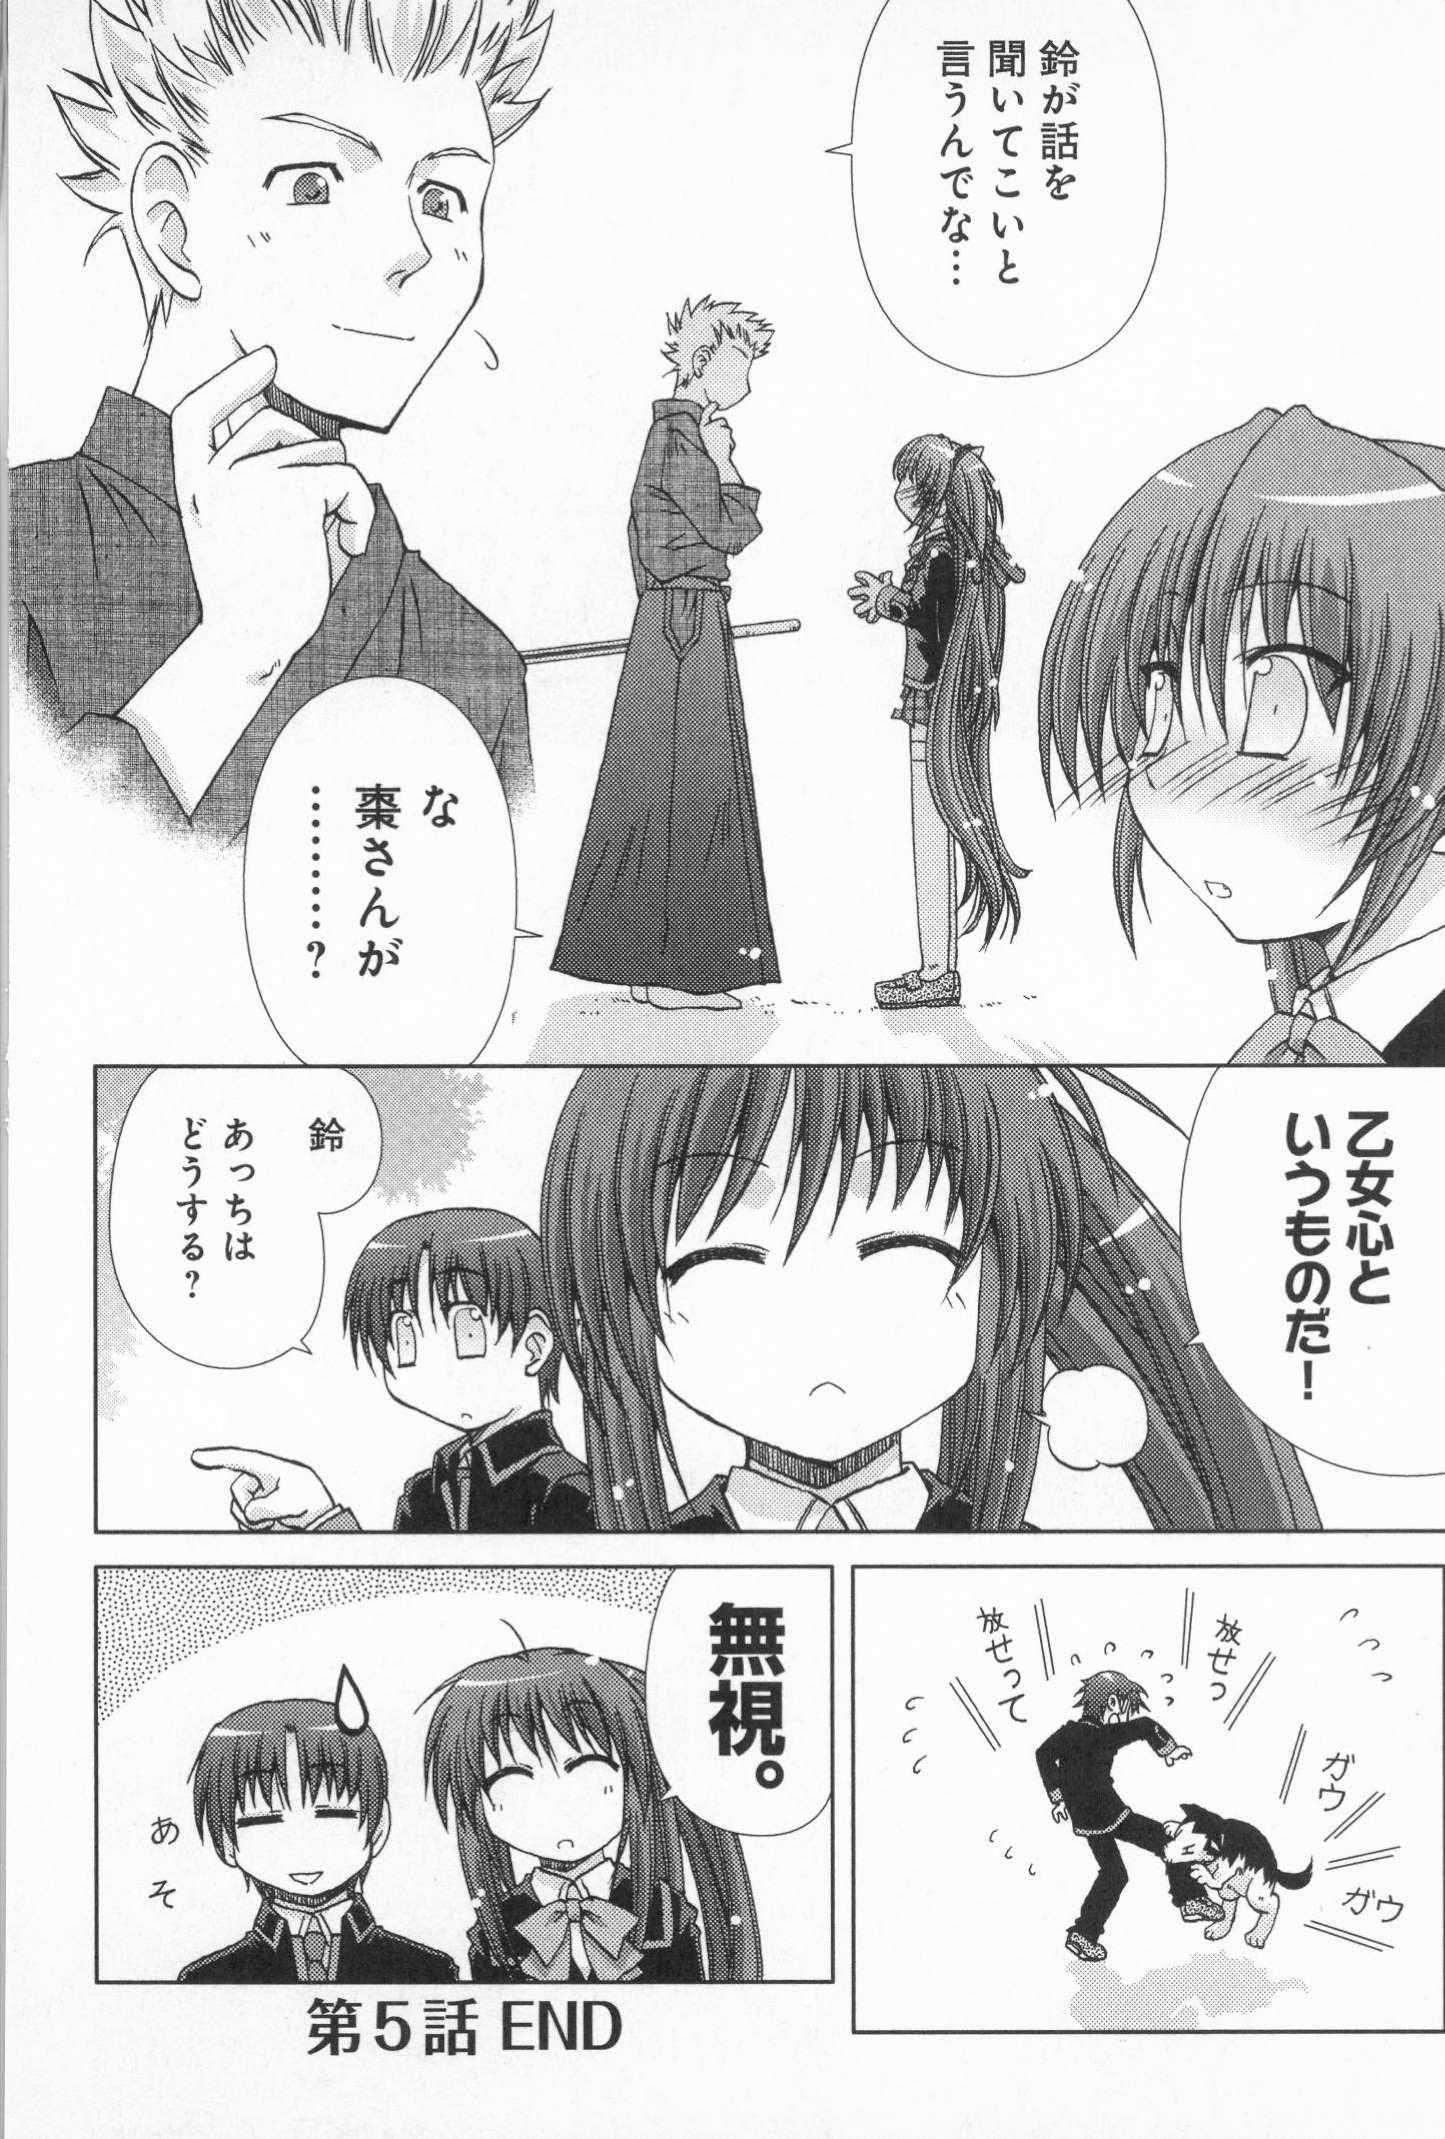 鈴が話を
聞いてこいと
言うんでな…
な
棗さんが
…………？
乙女心と
いうものだ！
鈴
あっちは
どうする？
放せっ
放せって
ガウ
ガウ
無視。
あそ
第5話 END